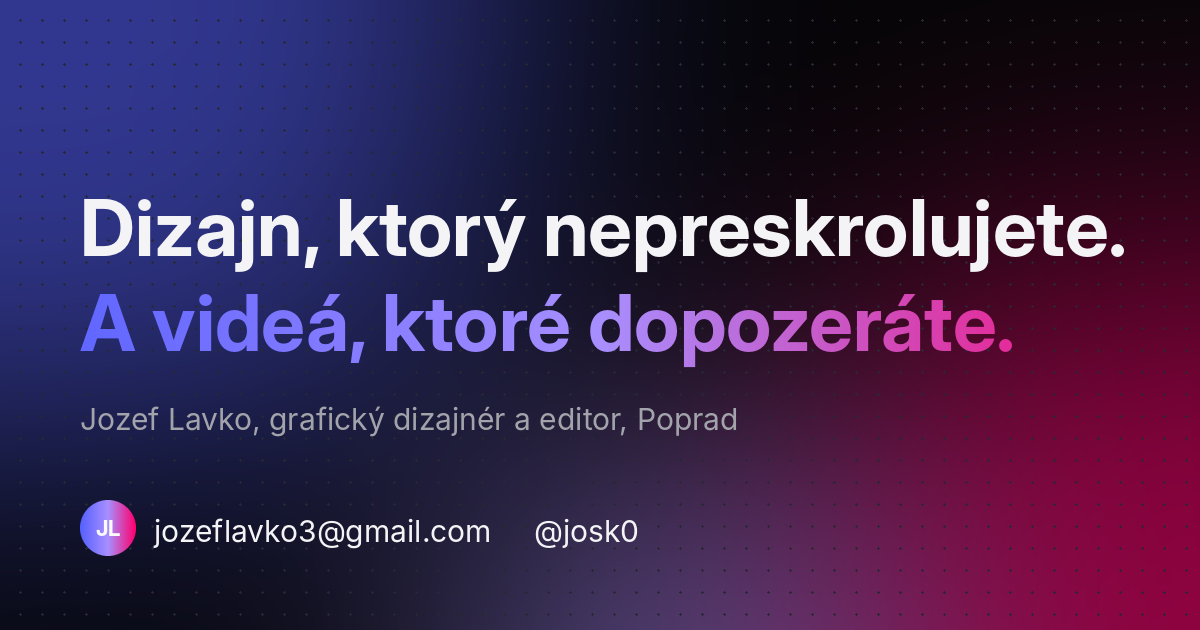 Dizajn, ktorý nepreskrolujete.
A videá, ktoré dopozeráte.
Jozef Lavko, grafický dizajnér a editor, Poprad
JL jozeflavko3@gmail.com @josk0